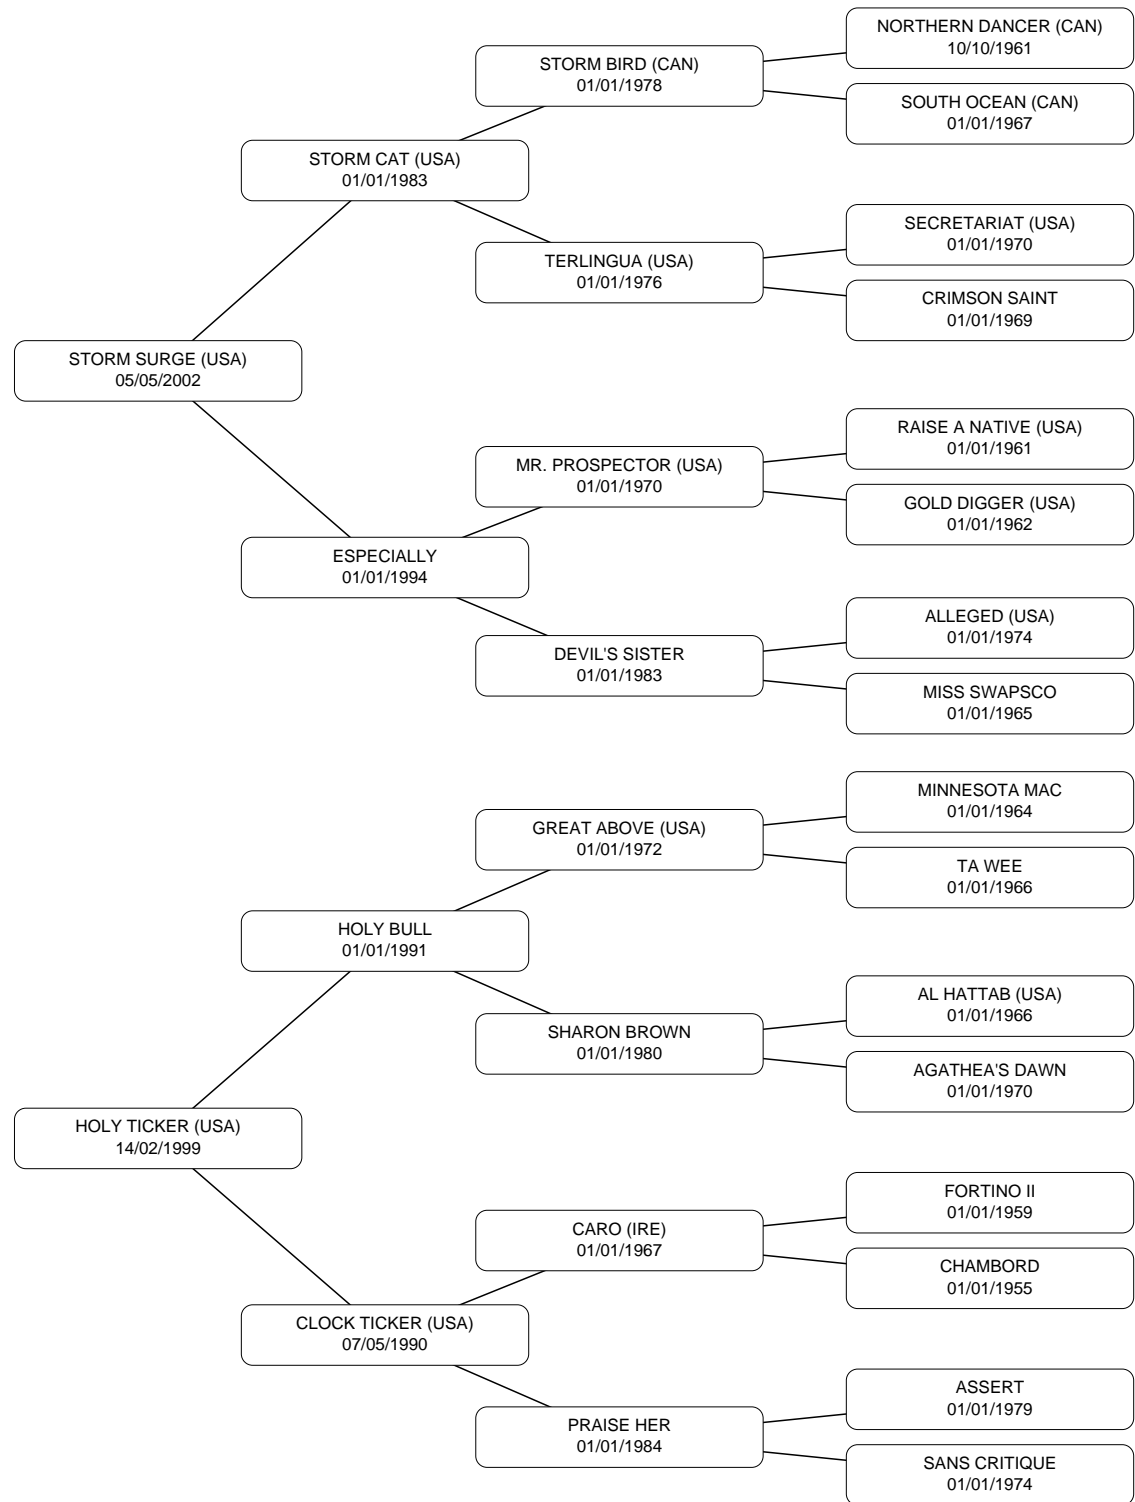 NORTHERN DANCER (CAN)
10/10/1961
STORM BIRD (CAN)
01/01/1978
SOUTH OCEAN (CAN)
01/01/1967
STORM CAT (USA)
01/01/1983
SECRETARIAT (USA)
01/01/1970
TERLINGUA (USA)
01/01/1976
CRIMSON SAINT
01/01/1969
STORM SURGE (USA)
05/05/2002
RAISE A NATIVE (USA)
01/01/1961
MR. PROSPECTOR (USA)
01/01/1970
GOLD DIGGER (USA)
01/01/1962
ESPECIALLY
01/01/1994
ALLEGED (USA)
01/01/1974
DEVIL'S SISTER
01/01/1983
MISS SWAPSCO
01/01/1965
MINNESOTA MAC
01/01/1964
GREAT ABOVE (USA)
01/01/1972
TA WEE
01/01/1966
HOLY BULL
01/01/1991
AL HATTAB (USA)
01/01/1966
SHARON BROWN
01/01/1980
AGATHEA'S DAWN
01/01/1970
HOLY TICKER (USA)
14/02/1999
FORTINO II
01/01/1959
CARO (IRE)
01/01/1967
CHAMBORD
01/01/1955
CLOCK TICKER (USA)
07/05/1990
ASSERT
01/01/1979
PRAISE HER
01/01/1984
SANS CRITIQUE
01/01/1974